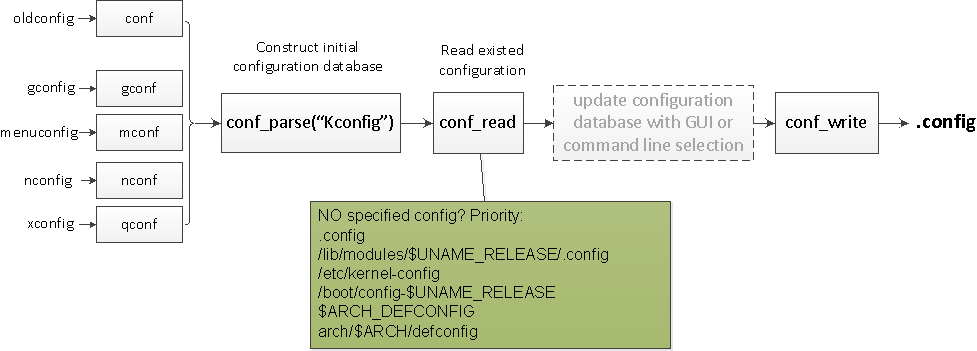 oldconfig
conf
gconfig
gconf
menuconfig
mconf
nconfig
nconf
xconfig
qconf
Construct initial
configuration database
conf_parse(“Kconfig”)
Read existed
configuration
conf_read
update configuration
database with GUI or
command line selection
conf_write
.config
NO specified config? Priority:
.config
/lib/modules/$UNAME_RELEASE/.config
/etc/kernel-config
/boot/config-$UNAME_RELEASE
$ARCH_DEFCONFIG
arch/$ARCH/defconfig